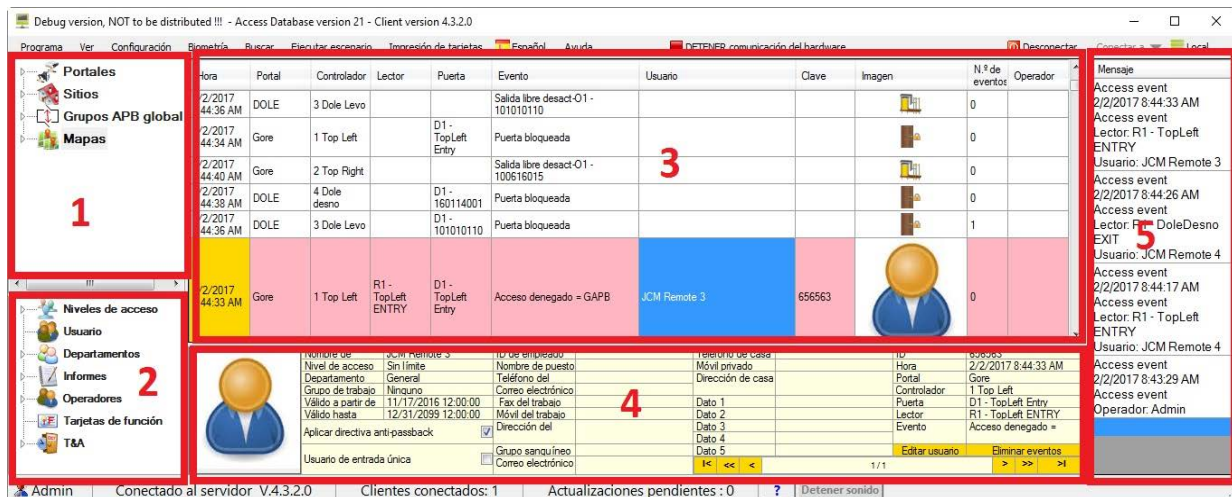 Debug version, NOT to be distributed !!! - Access Database version 21 - Client version 4.3.2.0
Programa Ver Configuración Biometría Buscar Ejecutar escenario Impresión de tarjetas Español Ayuda DETENER comunicación del hardware Desconectar Conectar a Local
Portales
Sitios
Grupos APB global
Mapas
1
Niveles de acceso
Usuario
Departamentos
Informes
Operadores
Tarjetas de función
T&A
2
Hora Portal Controlador Lector Puerta Evento Usuario Clave Imagen N.º de eventos Operador
/2/2017 44:36 AM DOLE 3 Dole Levo Salida libre desact-O1 - 101010110 0
/2/2017 44:34 AM Gore 1 Top Left D1 - TopLeft Entry Puerta bloqueada 0
/2/2017 44:40 AM Gore 2 Top Right Salida libre desact-O1 - 100616015 0
/2/2017 44:38 AM DOLE 4 Dole desno D1 - 160114001 Puerta bloqueada 0
/2/2017 44:36 AM DOLE 3 Dole Levo D1 - 101010110 Puerta bloqueada 1
/2/2017 44:33 AM Gore 1 Top Left R1 - TopLeft ENTRY D1 - TopLeft Entry Acceso denegado = GAPB JCM Remote 3 656563 0
3
Nombre de JCM Remote 3 ID de empleado Teléfono de casa ID 656563
Nivel de acceso Sin límite Nombre de puesto Móvil privado Hora 2/2/2017 8:44:33 AM
Departamento General Teléfono del Dirección de casa Portal Gore
Grupo de trabajo Ninguno Correo electrónico Controlador 1 Top Left
Válido a partir de 11/17/2016 12:00:00 Fax del trabajo Dato 1 Puerta D1 - TopLeft Entry
Válido hasta 12/31/2099 12:00:00 Móvil del trabajo Dato 2 Lector R1 - TopLeft ENTRY
Aplicar directiva anti-passback Dirección del Dato 3 Evento Acceso denegado =
Dato 4
Usuario de entrada única Grupo sanguíneo Dato 5 Editar usuario Eliminar eventos
Correo electrónico |< << < 1/1 > >> >|
4
Mensaje
Access event
2/2/2017 8:44:33 AM
Access event
Lector: R1 - TopLeft
ENTRY
Usuario: JCM Remote 3
Access event
2/2/2017 8:44:26 AM
Access event
Lector: R1 - DoleDesno
EXIT
Usuario: JCM Remote 4
Access event
2/2/2017 8:44:17 AM
Access event
Lector: R1 - TopLeft
ENTRY
Usuario: JCM Remote 4
Access event
2/2/2017 8:43:29 AM
Access event
Operador: Admin
5
Admin Conectado al servidor V.4.3.2.0 Clientes conectados: 1 Actualizaciones pendientes : 0 ? Detener sonido